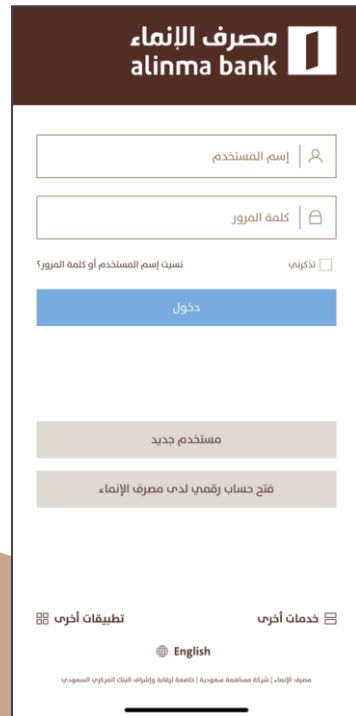 مصرف الإنماء
alinma bank
إسم المستخدم
كلمة المرور
تذكرني نسيت إسم المستخدم أو كلمة المرور؟
دخول
مستخدم جديد
فتح حساب رقمي لدى مصرف الإنماء
خدمات أخرى تطبيقات أخرى
English
مصرف الإنماء | شركة مساهمة سعودية | خاضعة لرقابة وإشراف البنك المركزي السعودي